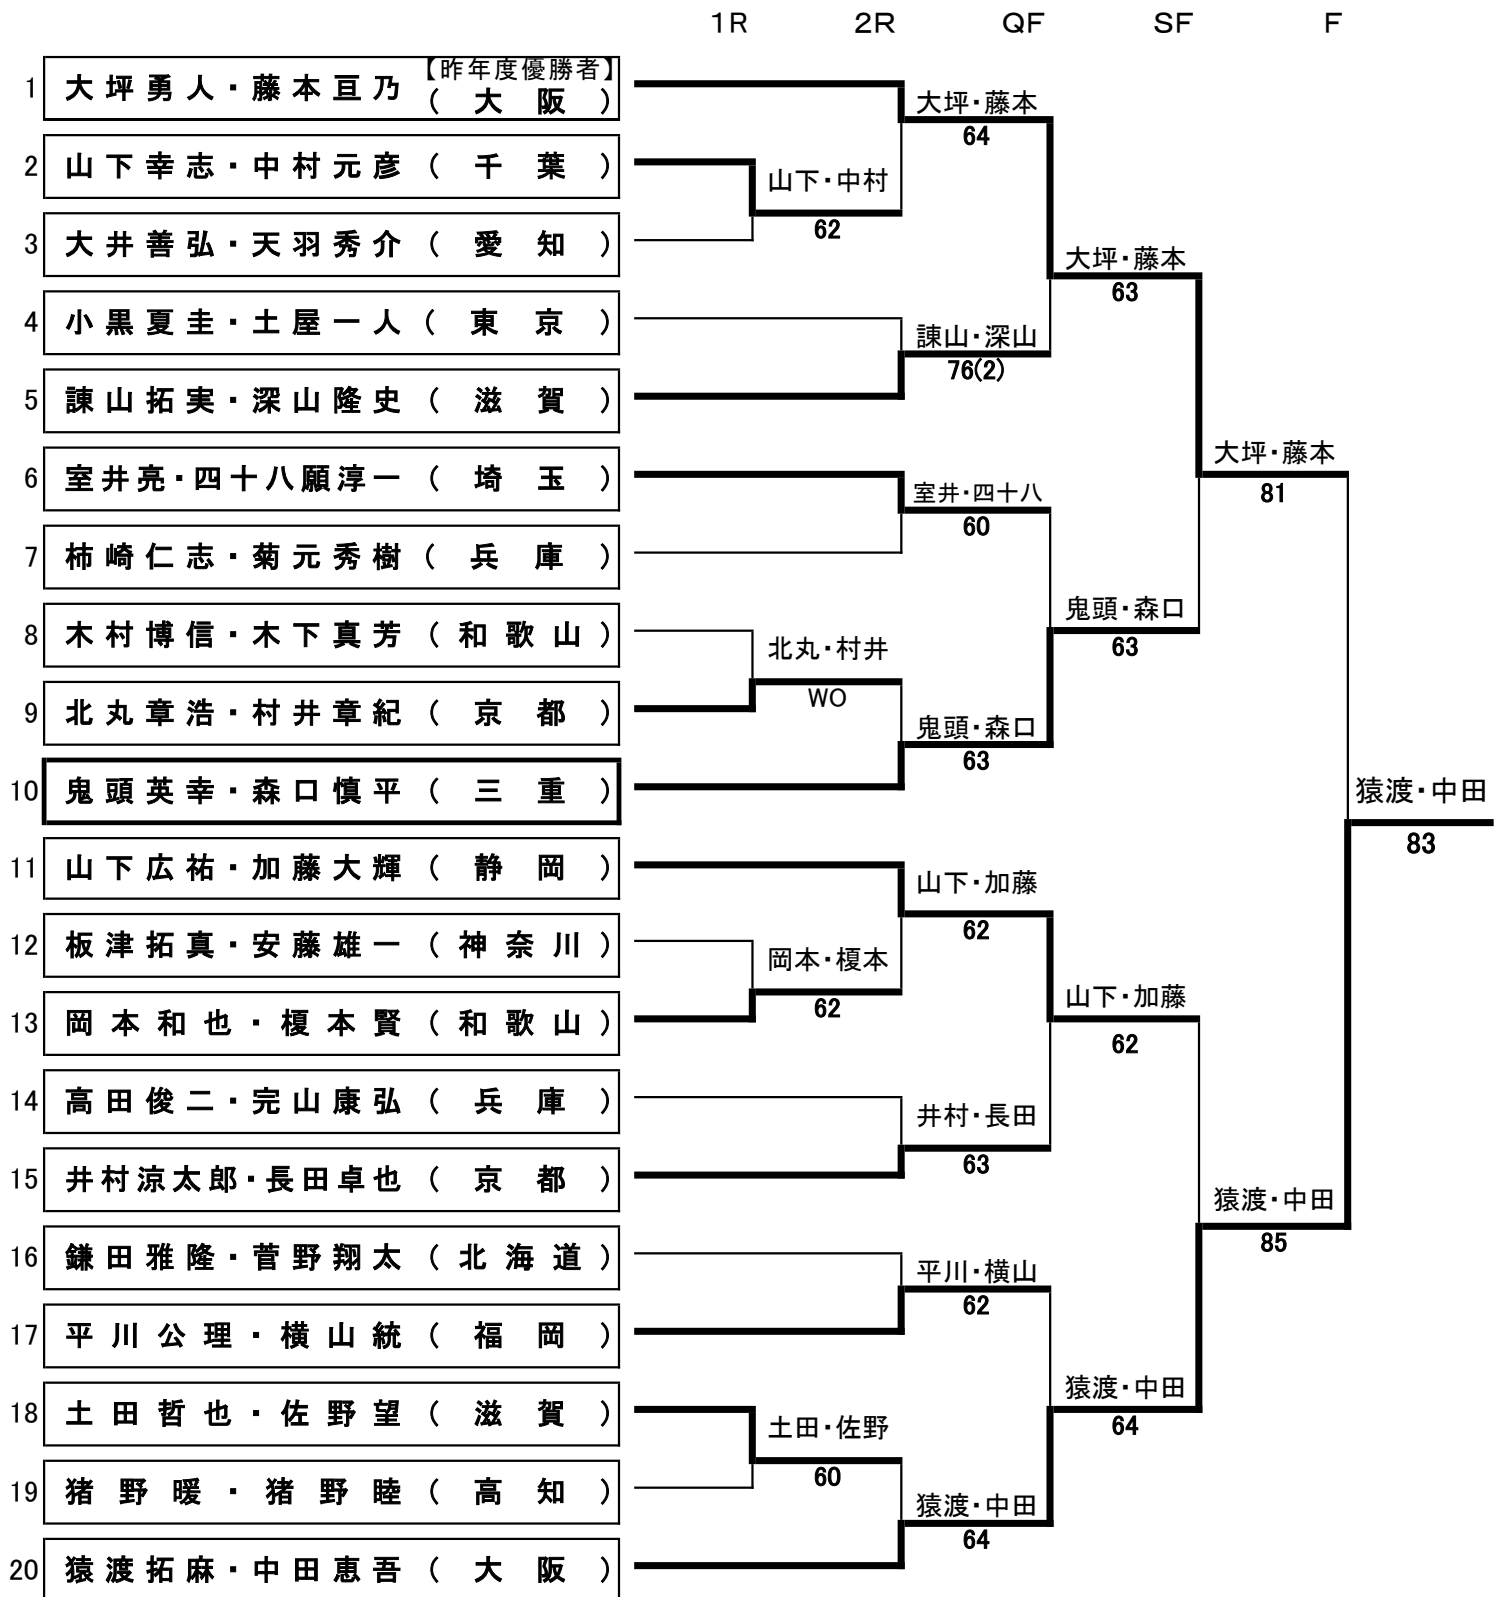 1R 2R QF SF F
【昨年度優勝者】
1 大坪勇人・藤本亘乃 (大阪)
大坪・藤本
64
2 山下幸志・中村元彦 (千葉)
山下・中村
62
3 大井善弘・天羽秀介 (愛知)
大坪・藤本
63
4 小黒夏圭・土屋一人 (東京)
諌山・深山
76(2)
5 諌山拓実・深山隆史 (滋賀)
大坪・藤本
81
6 室井亮・四十八願淳一 (埼玉)
室井・四十八
60
7 柿崎仁志・菊元秀樹 (兵庫)
鬼頭・森口
63
8 木村博信・木下真芳 (和歌山)
北丸・村井
WO
9 北丸章浩・村井章紀 (京都)
鬼頭・森口
63
10 鬼頭英幸・森口慎平 (三重)
猿渡・中田
83
11 山下広祐・加藤大輝 (静岡)
山下・加藤
62
12 板津拓真・安藤雄一 (神奈川)
岡本・榎本
62
13 岡本和也・榎本賢 (和歌山)
山下・加藤
62
14 高田俊二・完山康弘 (兵庫)
井村・長田
63
15 井村涼太郎・長田卓也 (京都)
猿渡・中田
85
16 鎌田雅隆・菅野翔太 (北海道)
平川・横山
62
17 平川公理・横山統 (福岡)
猿渡・中田
64
18 土田哲也・佐野望 (滋賀)
土田・佐野
60
19 猪野暖・猪野睦 (高知)
猿渡・中田
64
20 猿渡拓麻・中田恵吾 (大阪)